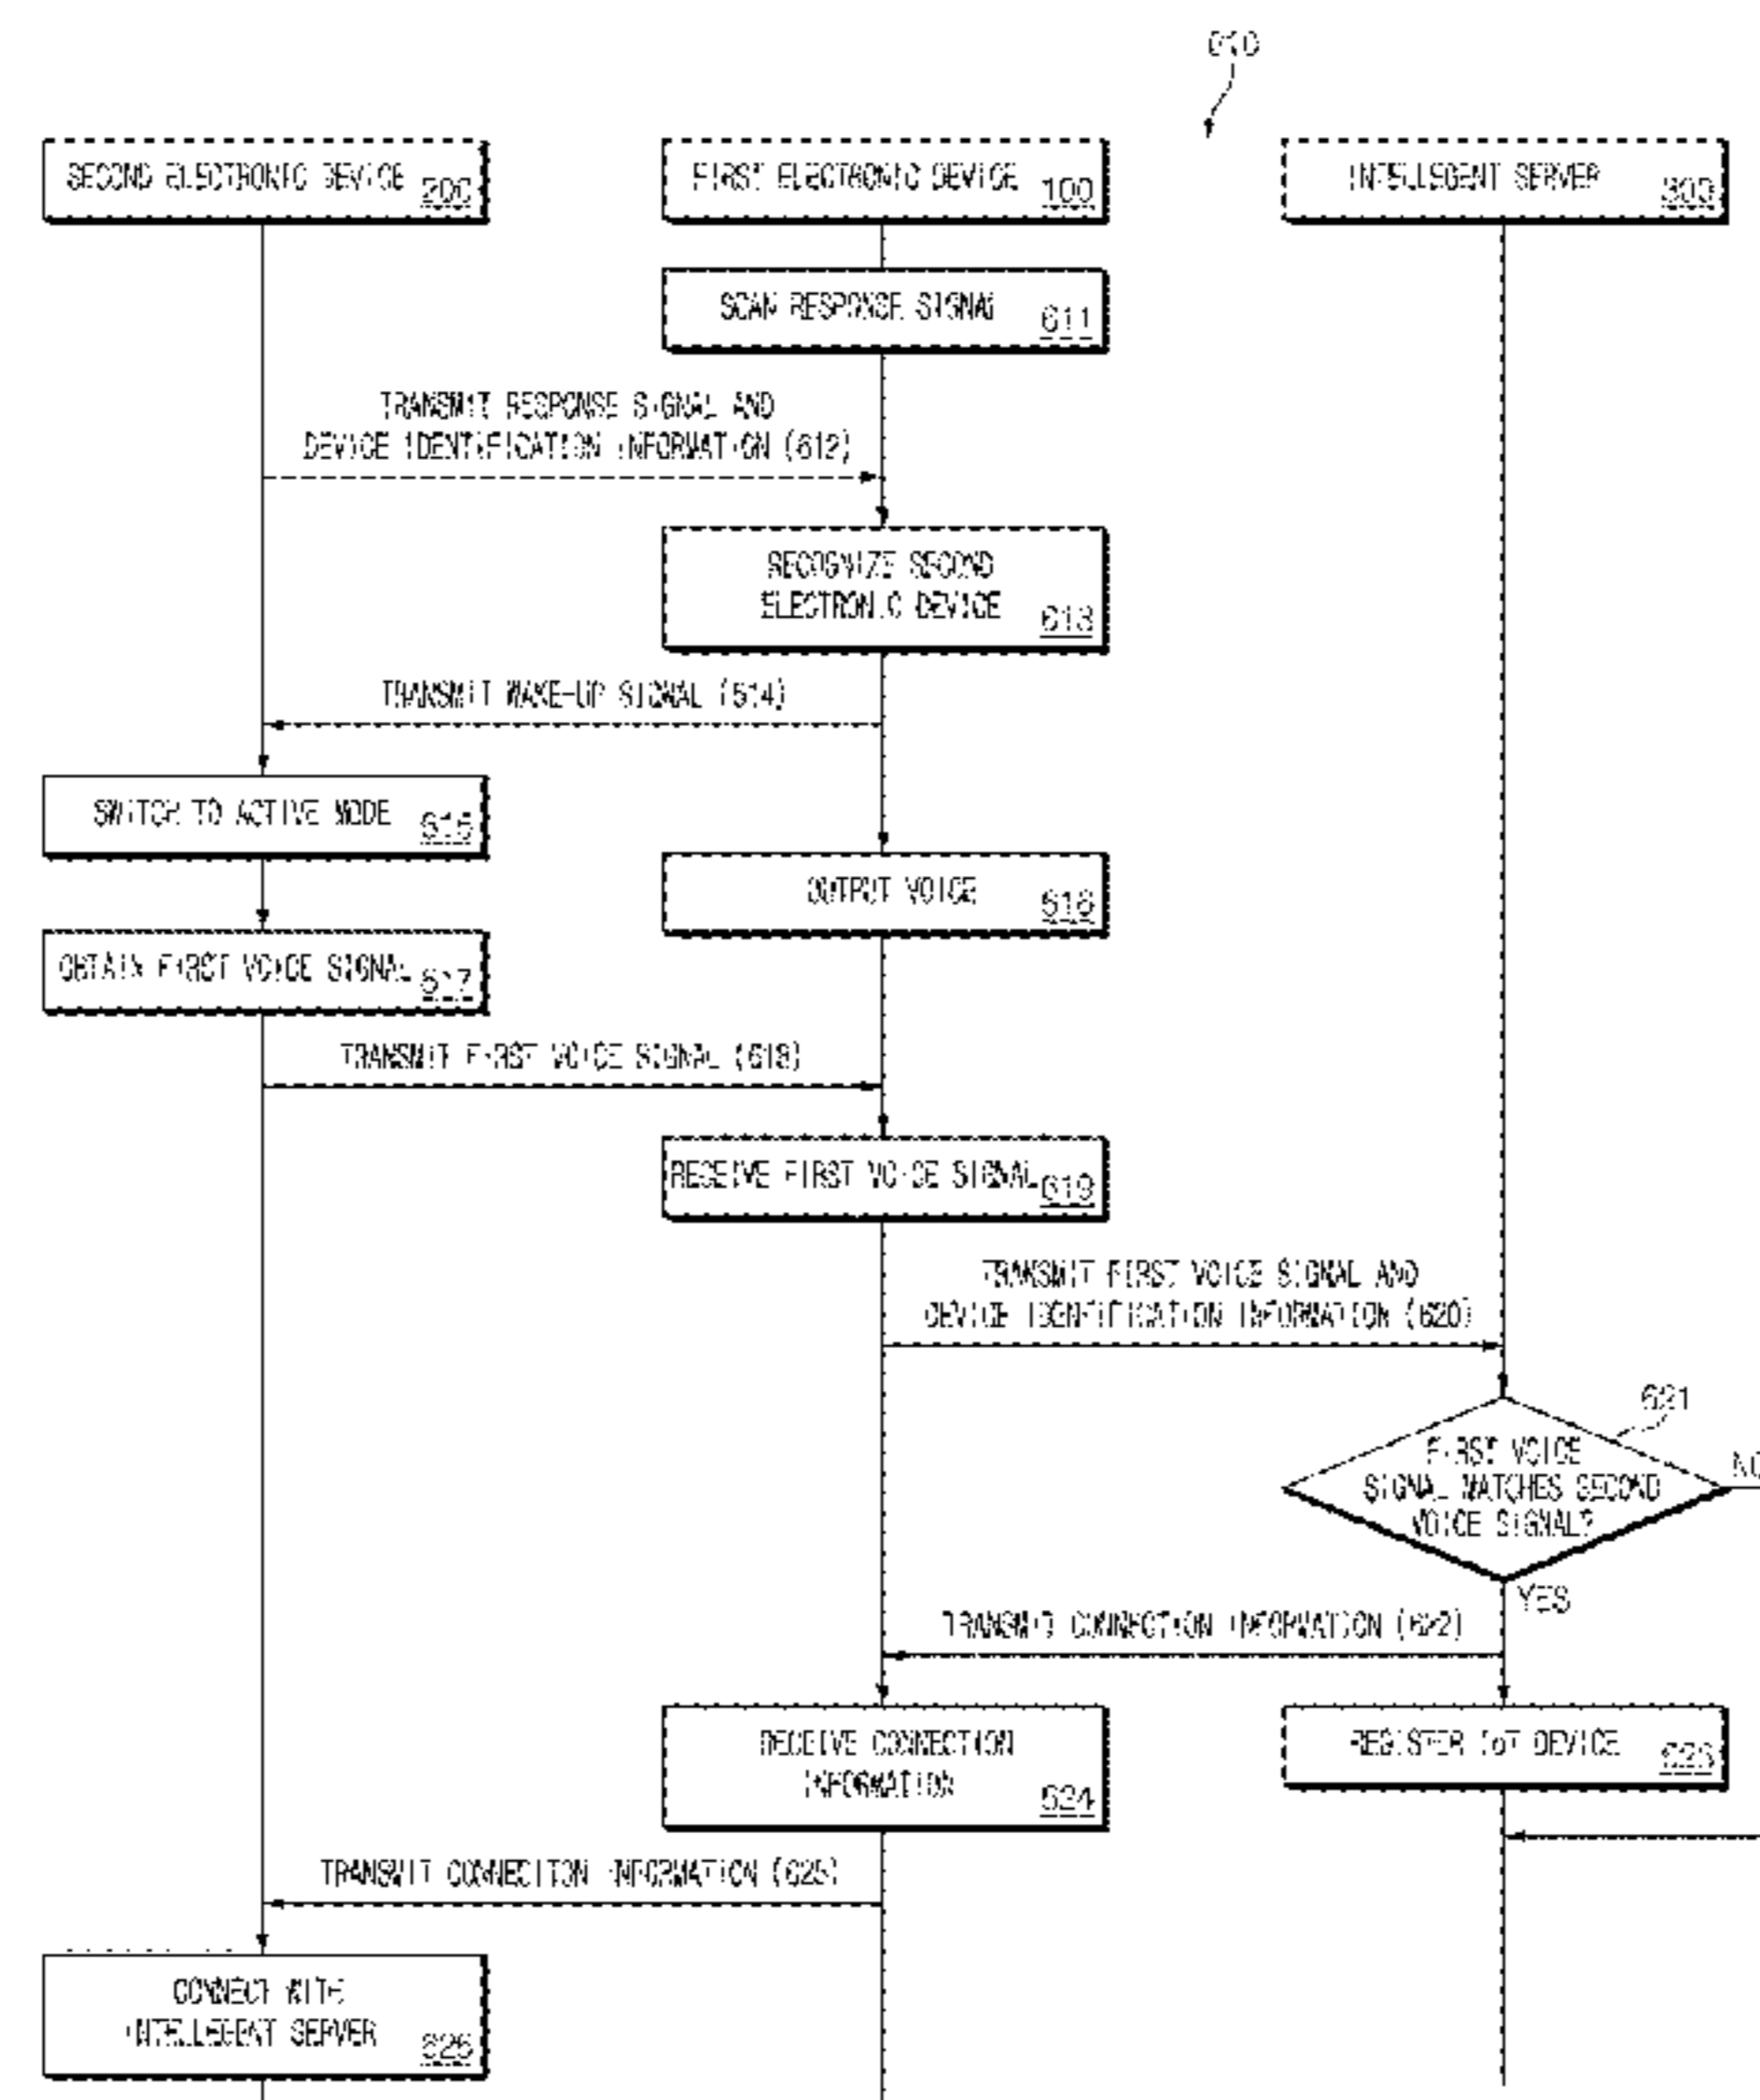 610
SECOND ELECTRONIC DEVICE 200
FIRST ELECTRONIC DEVICE 100
INTELLEGENT SERVER
SCAN RESPONSE SIGNAL 611
TRANSMIT RESPONSE SIGNAL AND
DEVICE IDENTIFICATION INFORMATION (612)
RECOGNIZE SECOND
ELECTRONIC DEVICE 613
TRANSMIT WAKE-UP SIGNAL (614)
SWITCH TO ACTIVE MODE 615
OUTPUT VOICE 616
OBTAIN FIRST VOICE SIGNAL 617
TRANSMIT FIRST VOICE SIGNAL (618)
RECEIVE FIRST VOICE SIGNAL 619
TRANSMIT FIRST VOICE SIGNAL AND
DEVICE IDENTIFICATION INFORMATION (620)
621
FIRST VOICE
SIGNAL MATCHES SECOND
VOICE SIGNAL?
NO
YES
TRANSMIT CONNECTION INFORMATION (622)
RECEIVE CONNECTION
INFORMATION 624
REGISTER IoT DEVICE 623
TRANSMIT CONNECITON INFORMATION (625)
CONNECT WITH
INTELLEGENT SERVER 626